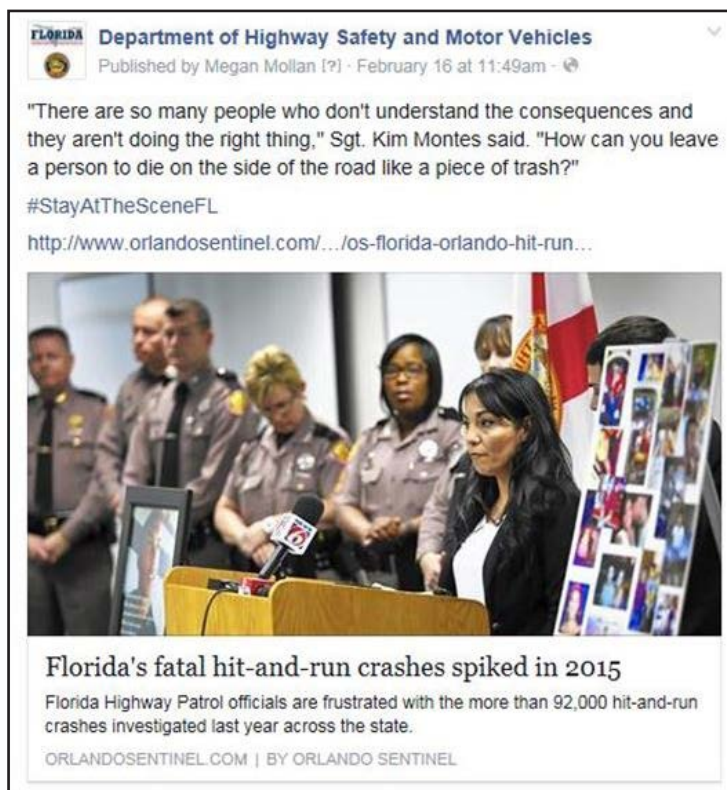 FLORIDA
Department of Highway Safety and Motor Vehicles
Published by Megan Mollan [?] · February 16 at 11:49am ·
"There are so many people who don't understand the consequences and
they aren't doing the right thing," Sgt. Kim Montes said. "How can you leave
a person to die on the side of the road like a piece of trash?"
#StayAtTheSceneFL
http://www.orlandosentinel.com/…/os-florida-orlando-hit-run…
6
Florida's fatal hit-and-run crashes spiked in 2015
Florida Highway Patrol officials are frustrated with the more than 92,000 hit-and-run
crashes investigated last year across the state.
ORLANDOSENTINEL.COM | BY ORLANDO SENTINEL